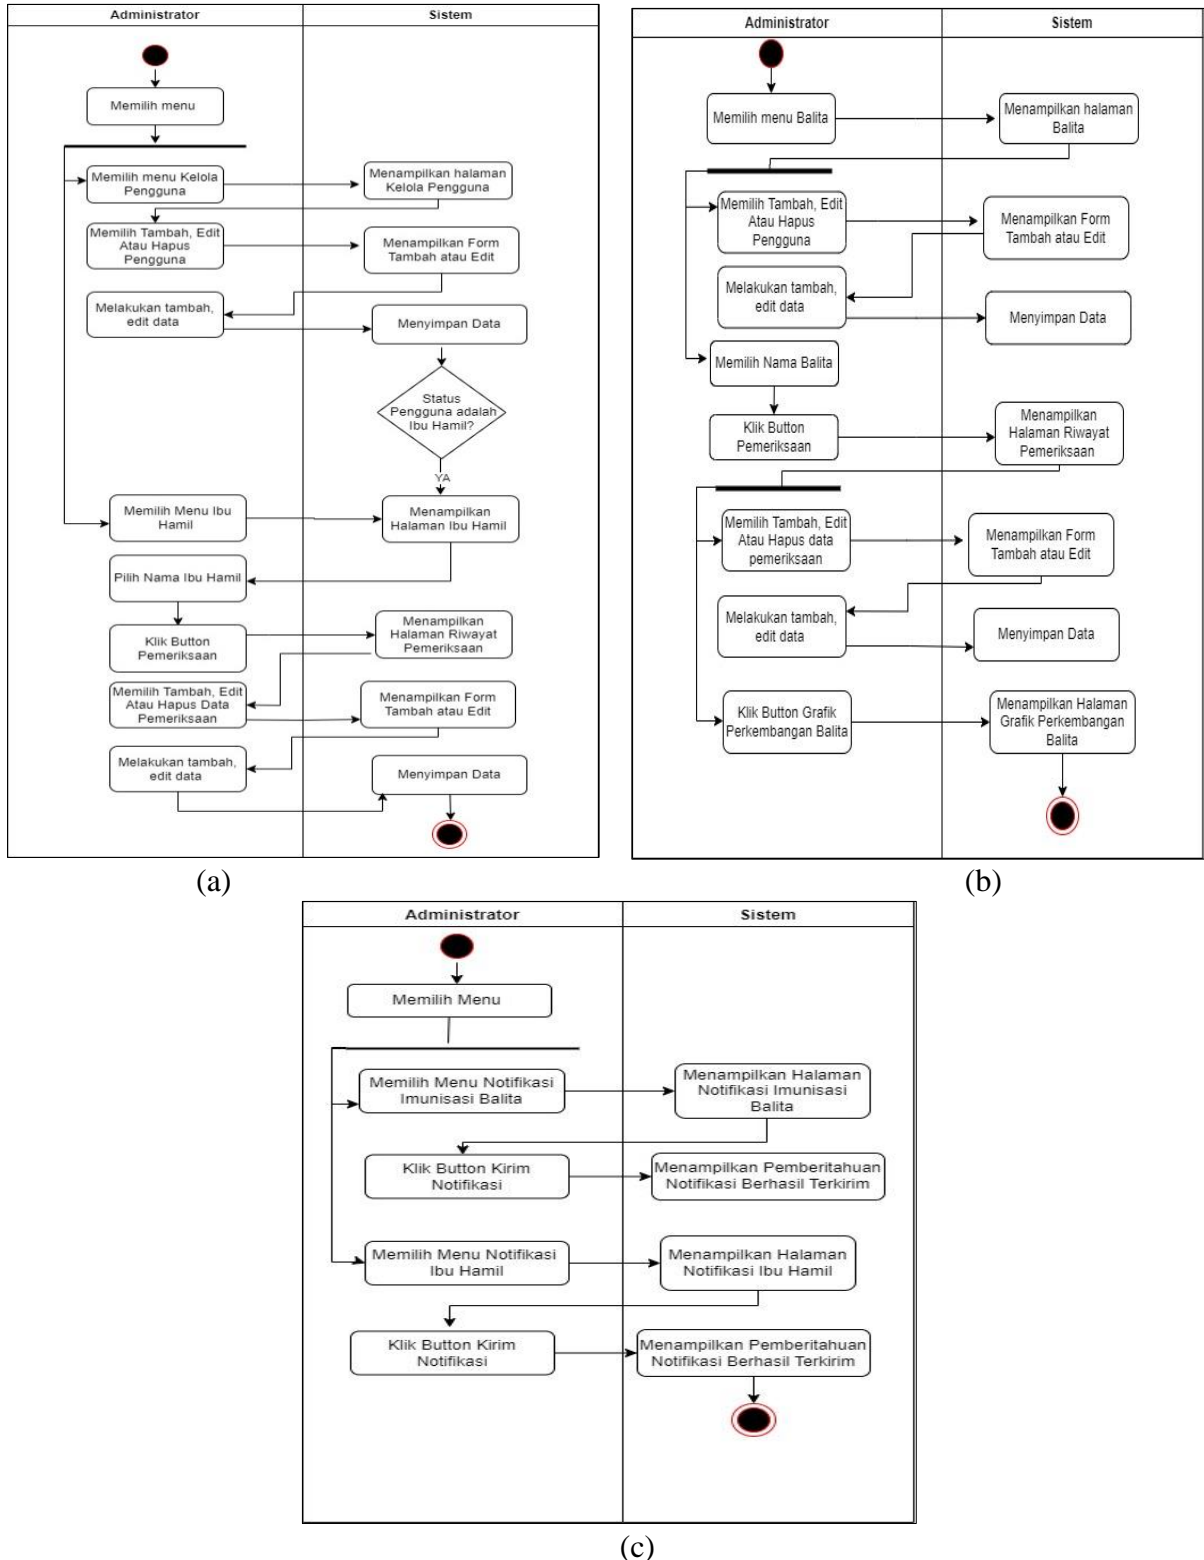 Administrator
Sistem
Memilih menu
Memilih menu Kelola
Pengguna
Menampilkan halaman
Kelola Pengguna
Memilih Tambah, Edit
Atau Hapus
Pengguna
Menampilkan Form
Tambah atau Edit
Melakukan tambah,
edit data
Menyimpan Data
Status
Pengguna adalah
Ibu Hamil?
YA
Memilih Menu Ibu
Hamil
Menampilkan
Halaman Ibu Hamil
Pilih Nama Ibu Hamil
Klik Button
Pemeriksaan
Menampilkan
Halaman Riwayat
Pemeriksaan
Memilih Tambah, Edit
Atau Hapus Data
Pemeriksaan
Menampilkan Form
Tambah atau Edit
Melakukan tambah,
edit data
Menyimpan Data
(a)
Administrator
Sistem
Memilih menu Balita
Menampilkan halaman
Balita
Memilih Tambah, Edit
Atau Hapus
Pengguna
Menampilkan Form
Tambah atau Edit
Melakukan tambah,
edit data
Menyimpan Data
Memilih Nama Balita
Klik Button
Pemeriksaan
Menampilkan
Halaman Riwayat
Pemeriksaan
Memilih Tambah, Edit
Atau Hapus data
pemeriksaan
Menampilkan Form
Tambah atau Edit
Melakukan tambah,
edit data
Menyimpan Data
Klik Button Grafik
Perkembangan Balita
Menampilkan Halaman
Grafik Perkembangan
Balita
(b)
Administrator
Sistem
Memilih Menu
Memilih Menu Notifikasi
Imunisasi Balita
Menampilkan Halaman
Notifikasi Imunisasi
Balita
Klik Button Kirim
Notifikasi
Menampilkan Pemberitahuan
Notifikasi Berhasil Terkirim
Memilih Menu Notifikasi
Ibu Hamil
Menampilkan Halaman
Notifikasi Ibu Hamil
Klik Button Kirim
Notifikasi
Menampilkan Pemberitahuan
Notifikasi Berhasil Terkirim
(c)